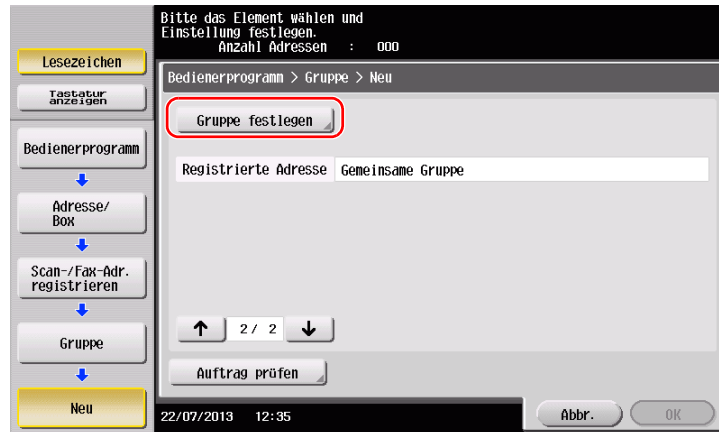 Bitte das Element wählen und
Einstellung festlegen.
Anzahl Adressen : 000
Lesezeichen
Tastatur
anzeigen
Bedienerprogramm
Adresse/
Box
Scan-/Fax-Adr.
registrieren
Gruppe
Neu
Bedienerprogramm > Gruppe > Neu
Gruppe festlegen
Registrierte Adresse Gemeinsame Gruppe
2/ 2
Auftrag prüfen
22/07/2013 12:35
Abbr. OK